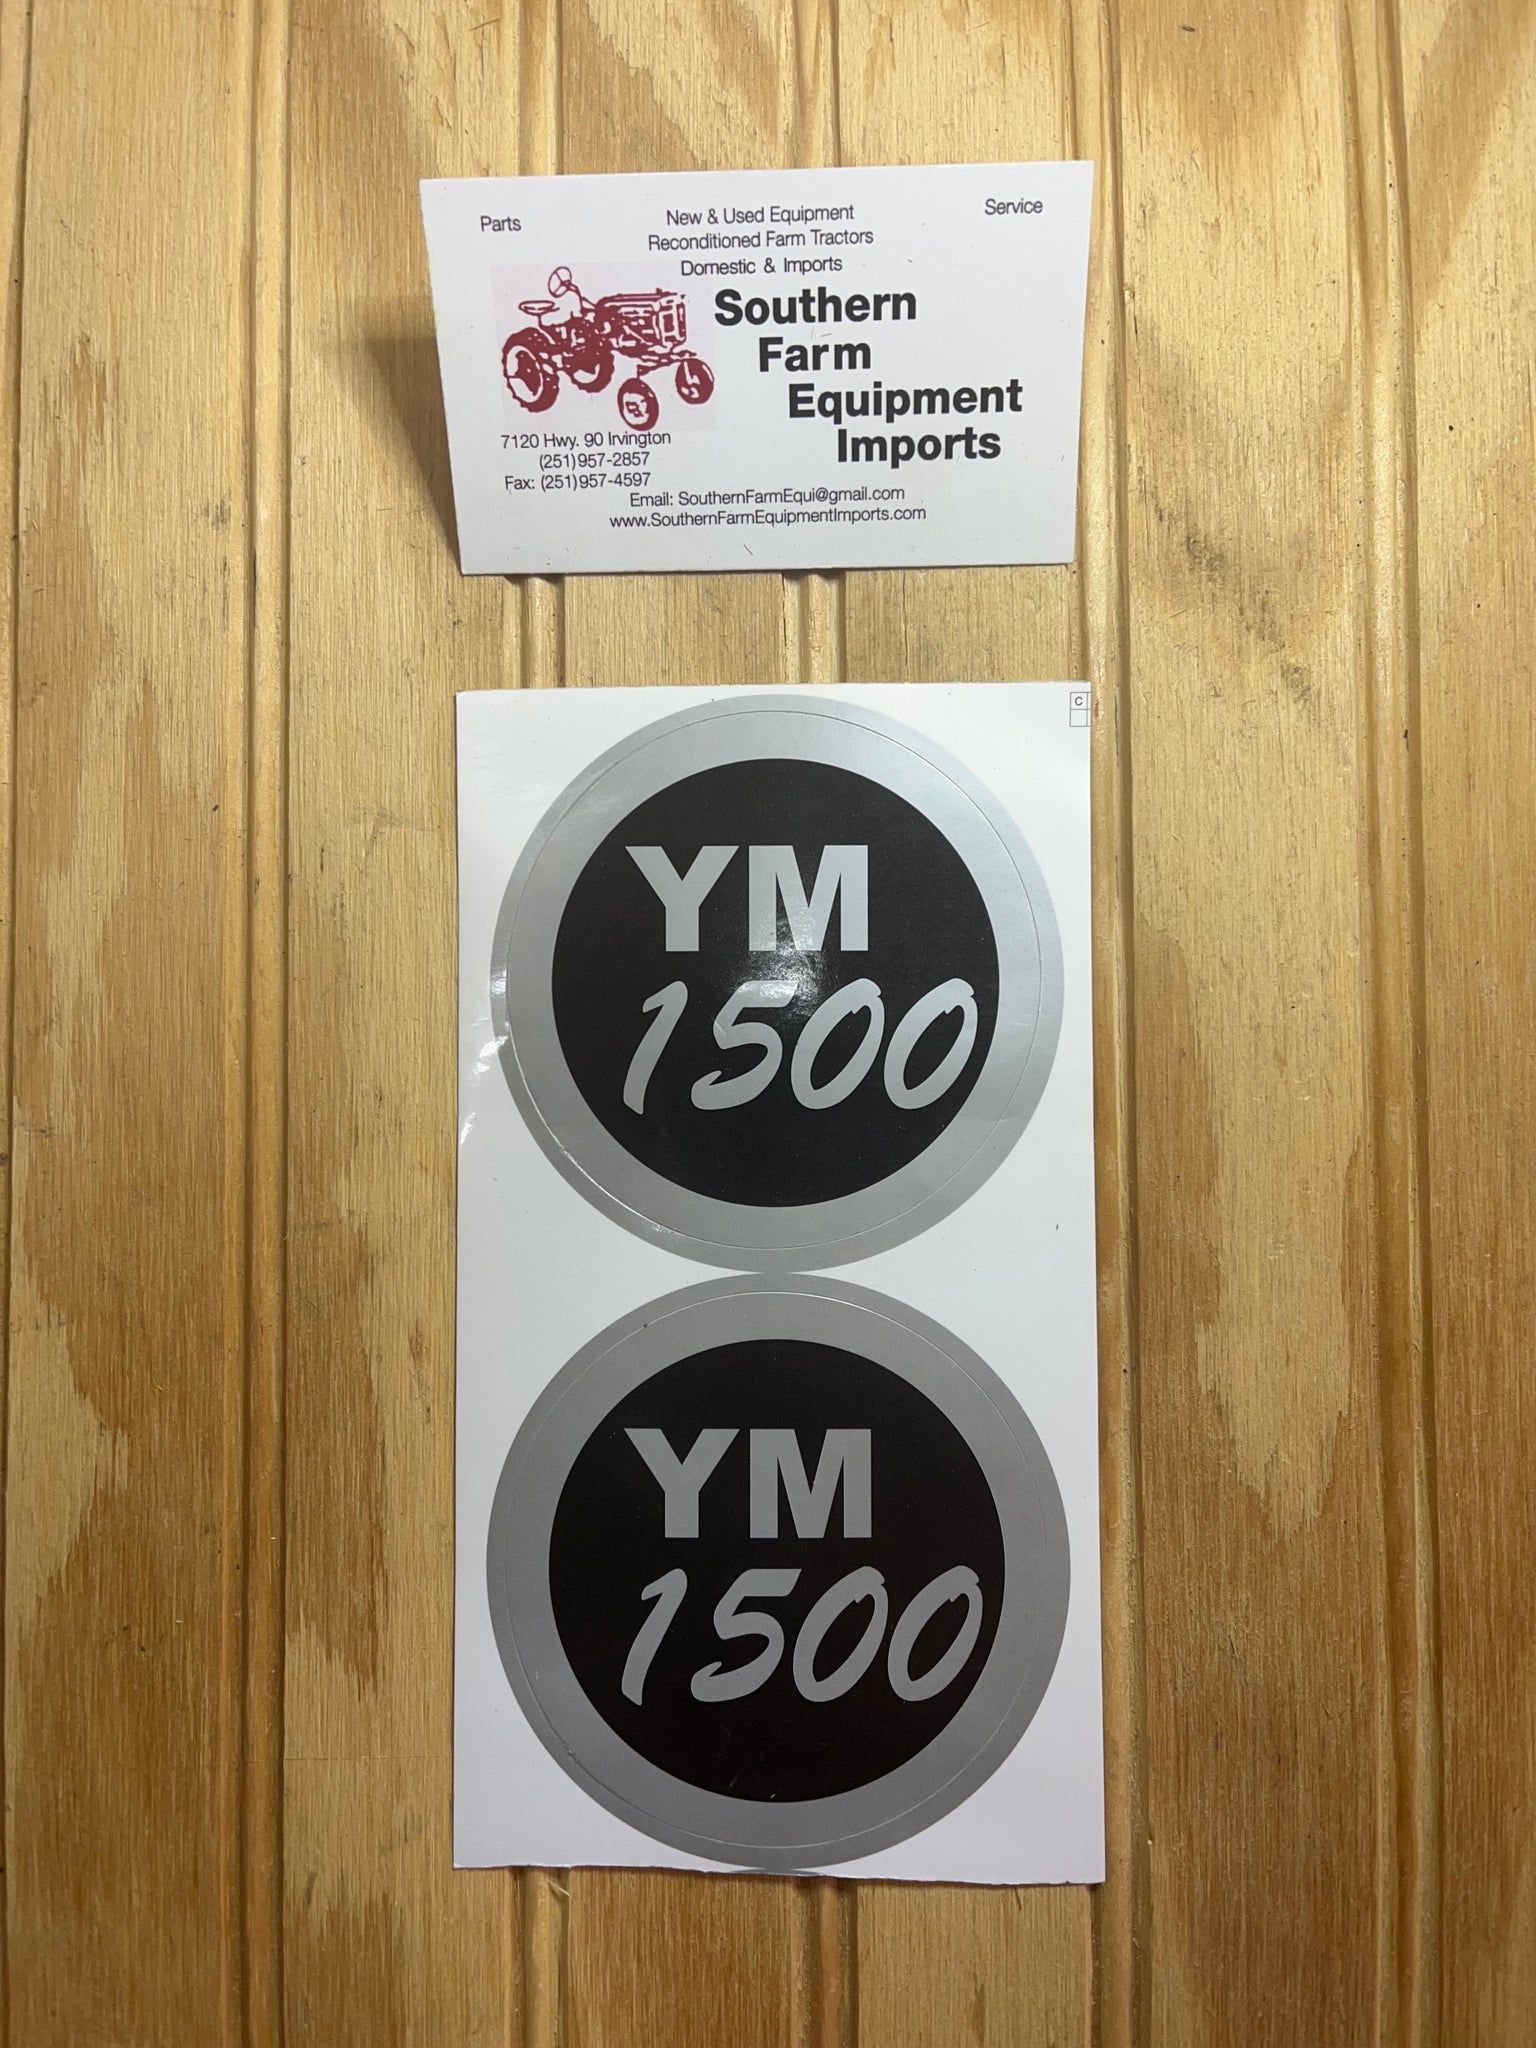 Parts
New & Used Equipment
Service
Reconditioned Farm Tractors
Domestic & Imports
Southern
Farm
Equipment
Imports
7120 Hwy. 90 Irvington
(251)957-2857
Fax: (251)957-4597
Email: SouthernFarmEqui@gmail.com
www.SouthernFarmEquipmentImports.com
C
YM
1500
YM
1500